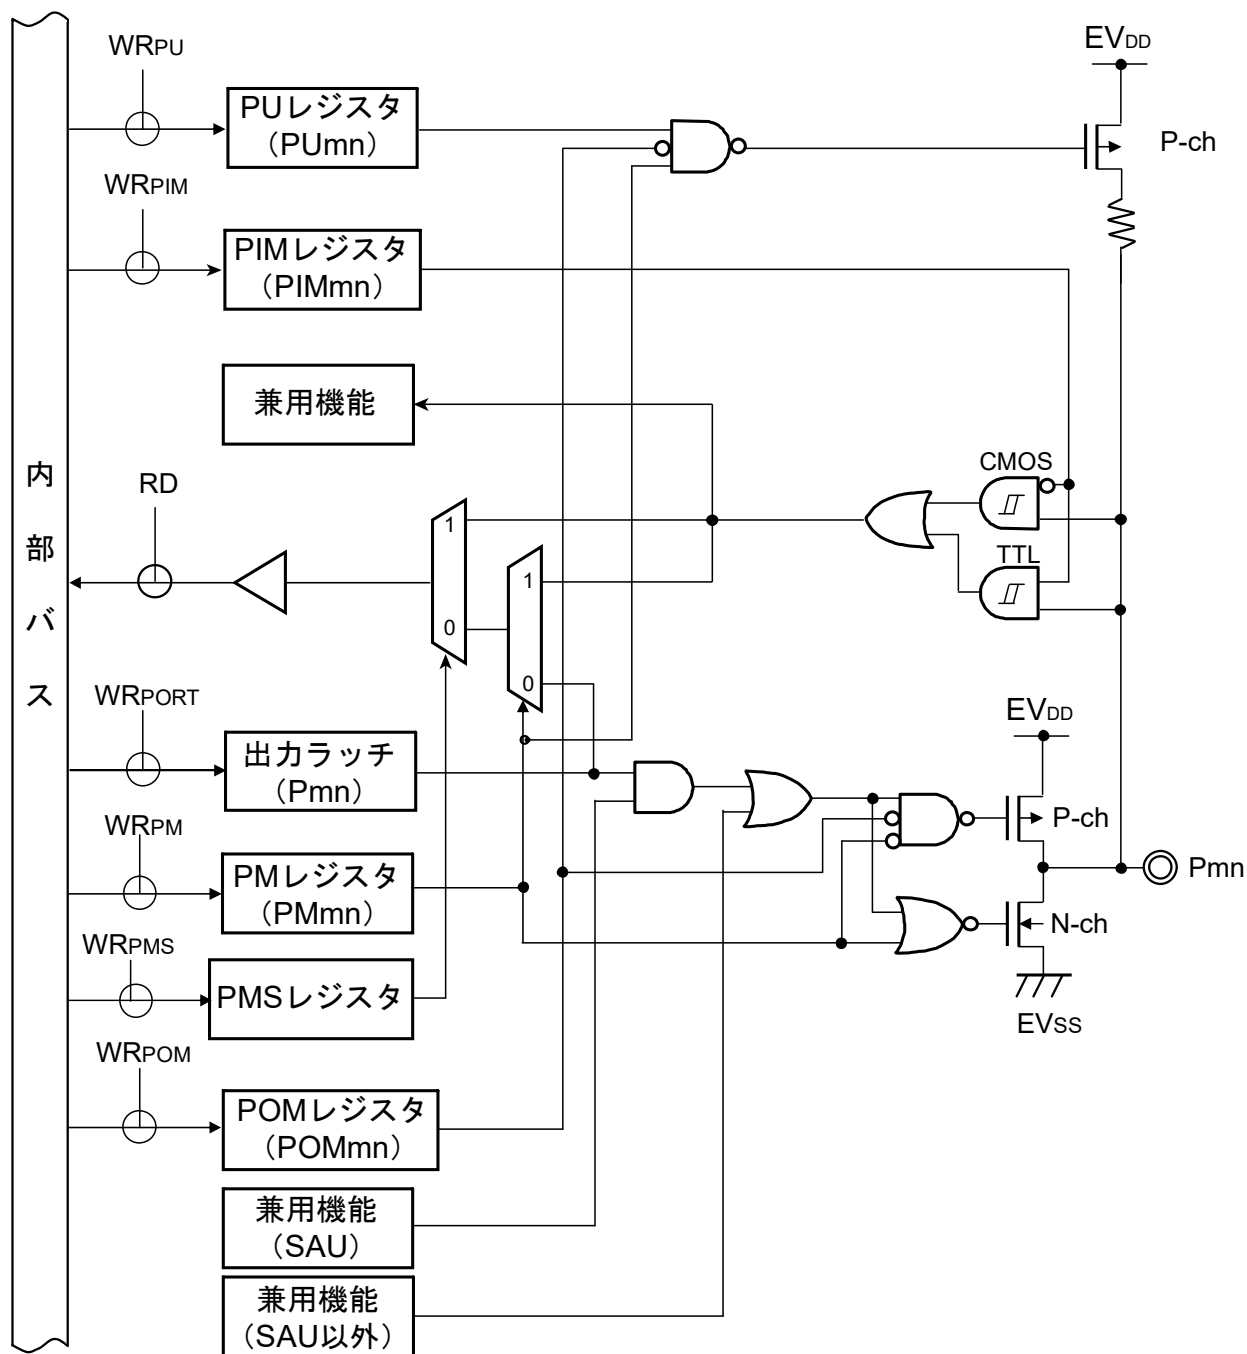 WRPU
PUレジスタ
(PUmn)
EVDD
P-ch
WRPIM
PIMレジスタ
(PIMmn)
兼用機能
CMOS
TTL
内部バス
RD
1
0
1
0
WRPORT
出力ラッチ
(Pmn)
EVDD
P-ch
Pmn
WRPM
PMレジスタ
(PMmn)
N-ch
EVSS
WRPMS
PMSレジスタ
WRPOM
POMレジスタ
(POMmn)
兼用機能
(SAU)
兼用機能
(SAU以外)